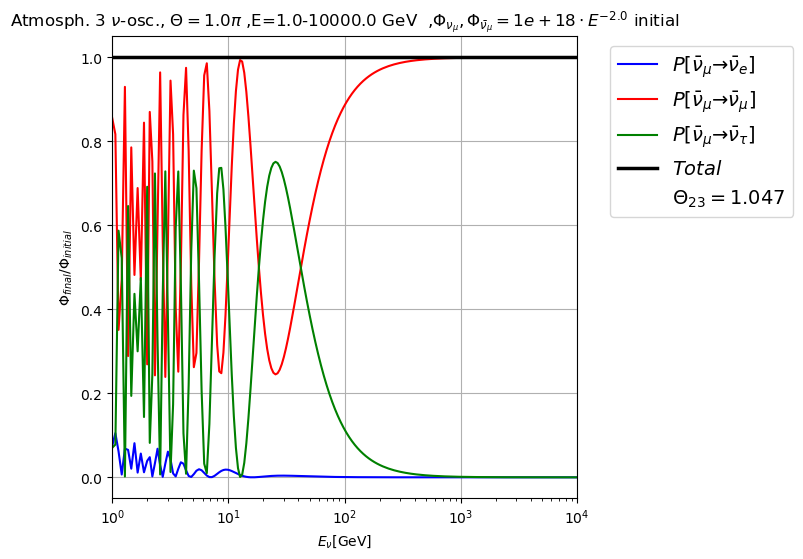 Atmosph. 3 ν-osc., Θ = 1.0π ,E=1.0-10000.0 GeV ,Φ_{ν_μ}, Φ_{ν̄_μ} = 1e + 18 · E^{−2.0} initial
P[ν̄_μ→ν̄_e]
P[ν̄_μ→ν̄_μ]
P[ν̄_μ→ν̄_τ]
Total
Θ_{23} = 1.047
1.0
0.8
0.6
0.4
0.2
0.0
Φ_{final}/Φ_{initial}
10^0 10^1 10^2 10^3 10^4
E_ν[GeV]